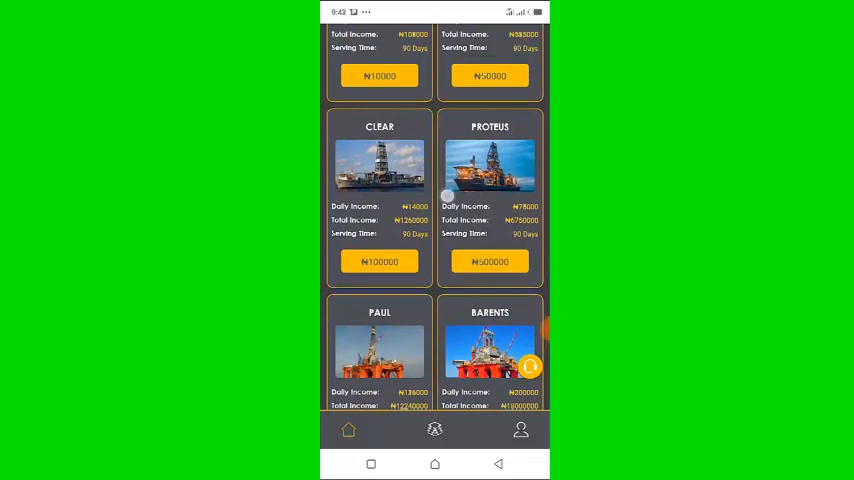 9:43
Total Income: ₦108000
Serving Time: 90 Days
₦10000
Total Income:
Serving Time: 90 Days
₦50000
CLEAR
Daily Income: ₦14000
Total Income: ₦1260000
Serving Time: 90 Days
₦100000
PROTEUS
Daily Income: ₦75000
Total Income: ₦6750000
Serving Time: 90 Days
₦500000
PAUL
Daily Income: ₦136000
Total Income: ₦12240000
BARENTS
Daily Income: ₦200000
Total Income: ₦18000000